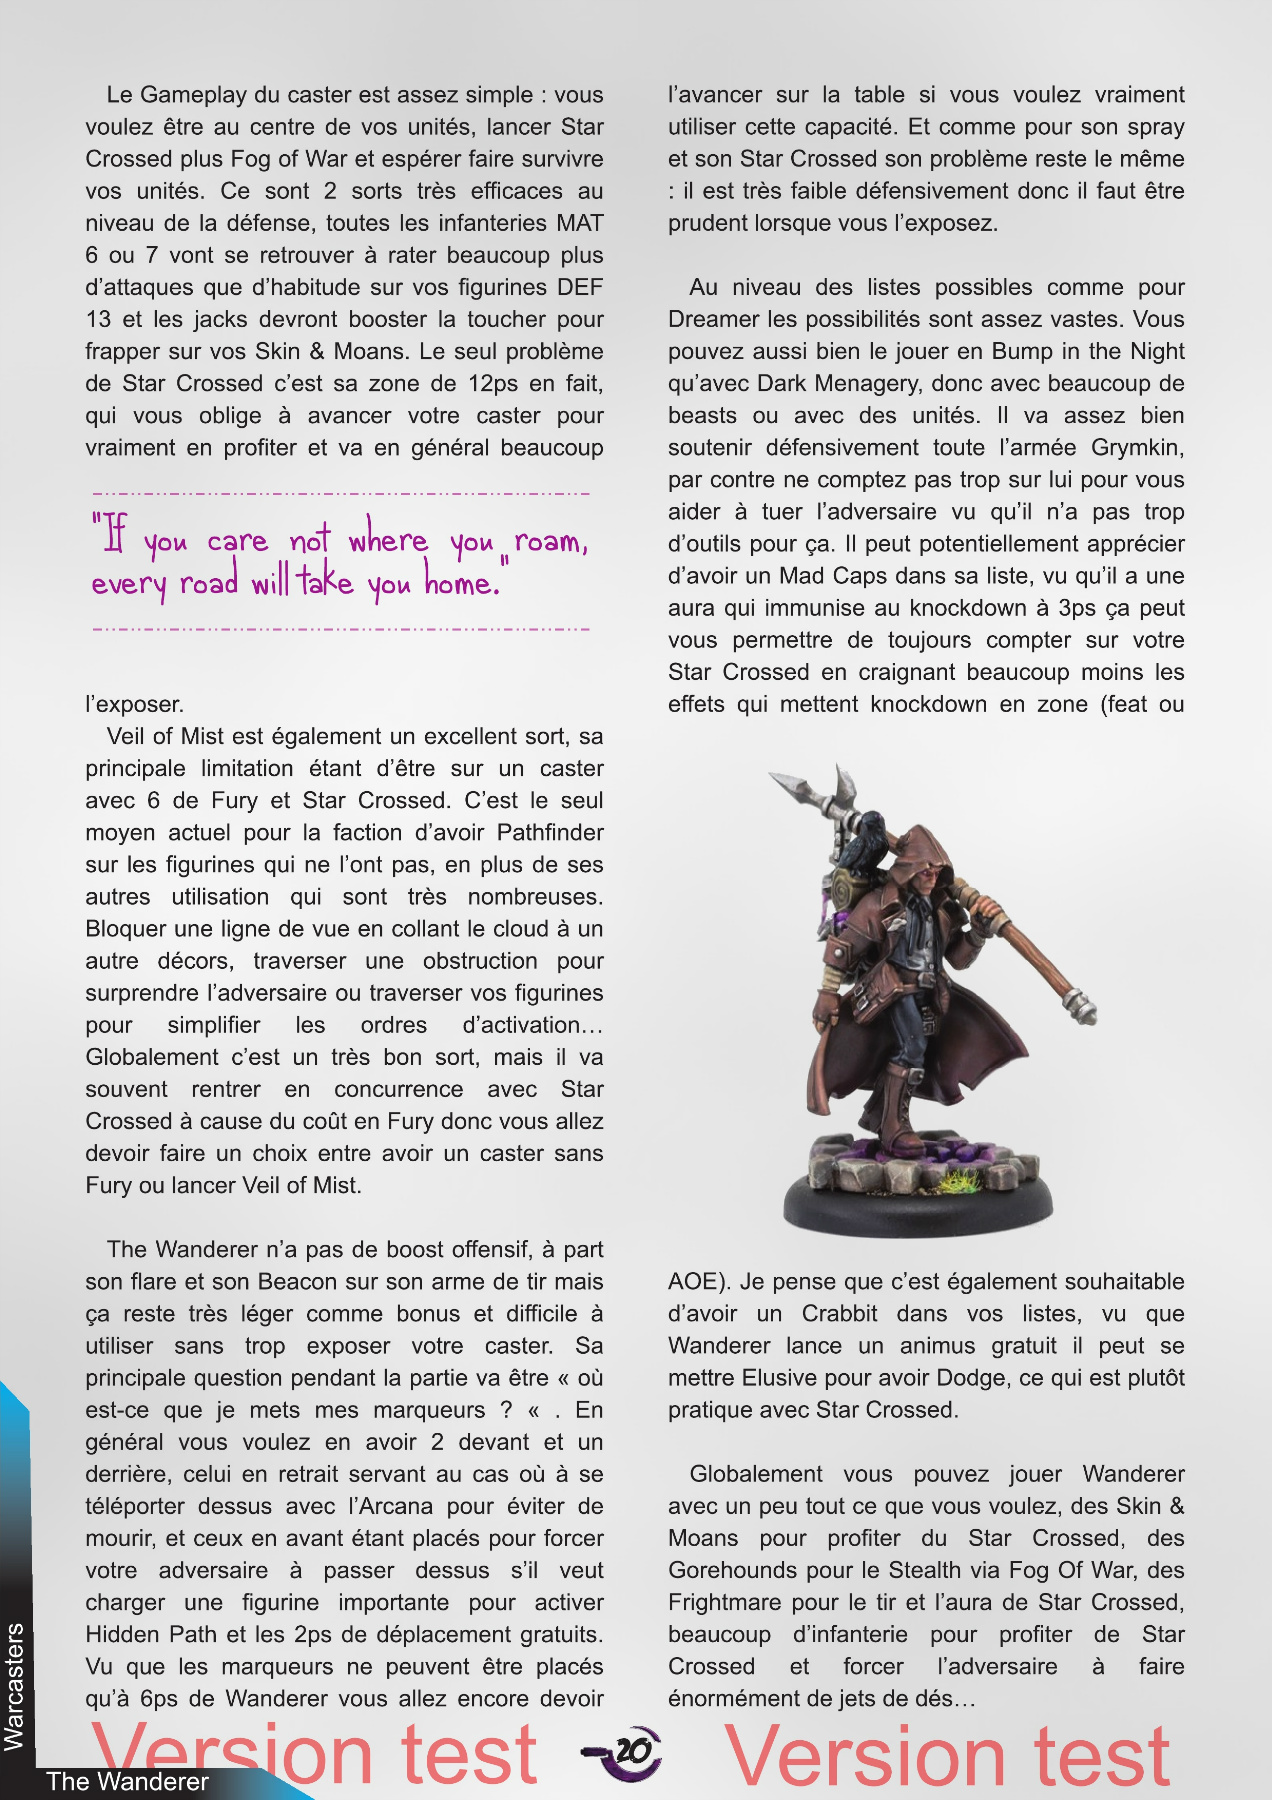 Le Gameplay du caster est assez simple : vous
voulez être au centre de vos unités, lancer Star
Crossed plus Fog of War et espérer faire survivre
vos unités. Ce sont 2 sorts très efficaces au
niveau de la défense, toutes les infanteries MAT
6 ou 7 vont se retrouver à rater beaucoup plus
d’attaques que d’habitude sur vos figurines DEF
13 et les jacks devront booster la toucher pour
frapper sur vos Skin & Moans. Le seul problème
de Star Crossed c’est sa zone de 12ps en fait,
qui vous oblige à avancer votre caster pour
vraiment en profiter et va en général beaucoup
"If you care not where you roam,
every road will take you home."
l’exposer.
Veil of Mist est également un excellent sort, sa
principale limitation étant d’être sur un caster
avec 6 de Fury et Star Crossed. C’est le seul
moyen actuel pour la faction d’avoir Pathfinder
sur les figurines qui ne l’ont pas, en plus de ses
autres utilisation qui sont très nombreuses.
Bloquer une ligne de vue en collant le cloud à un
autre décors, traverser une obstruction pour
surprendre l’adversaire ou traverser vos figurines
pour simplifier les ordres d’activation…
Globalement c’est un très bon sort, mais il va
souvent rentrer en concurrence avec Star
Crossed à cause du coût en Fury donc vous allez
devoir faire un choix entre avoir un caster sans
Fury ou lancer Veil of Mist.
The Wanderer n’a pas de boost offensif, à part
son flare et son Beacon sur son arme de tir mais
ça reste très léger comme bonus et difficile à
utiliser sans trop exposer votre caster. Sa
principale question pendant la partie va être « où
est-ce que je mets mes marqueurs ? « . En
général vous voulez en avoir 2 devant et un
derrière, celui en retrait servant au cas où à se
téléporter dessus avec l’Arcana pour éviter de
mourir, et ceux en avant étant placés pour forcer
votre adversaire à passer dessus s’il veut
charger une figurine importante pour activer
Hidden Path et les 2ps de déplacement gratuits.
Vu que les marqueurs ne peuvent être placés
qu’à 6ps de Wanderer vous allez encore devoir
l’avancer sur la table si vous voulez vraiment
utiliser cette capacité. Et comme pour son spray
et son Star Crossed son problème reste le même
: il est très faible défensivement donc il faut être
prudent lorsque vous l’exposez.
Au niveau des listes possibles comme pour
Dreamer les possibilités sont assez vastes. Vous
pouvez aussi bien le jouer en Bump in the Night
qu’avec Dark Menagery, donc avec beaucoup de
beasts ou avec des unités. Il va assez bien
soutenir défensivement toute l’armée Grymkin,
par contre ne comptez pas trop sur lui pour vous
aider à tuer l’adversaire vu qu’il n’a pas trop
d’outils pour ça. Il peut potentiellement apprécier
d’avoir un Mad Caps dans sa liste, vu qu’il a une
aura qui immunise au knockdown à 3ps ça peut
vous permettre de toujours compter sur votre
Star Crossed en craignant beaucoup moins les
effets qui mettent knockdown en zone (feat ou
AOE). Je pense que c’est également souhaitable
d’avoir un Crabbit dans vos listes, vu que
Wanderer lance un animus gratuit il peut se
mettre Elusive pour avoir Dodge, ce qui est plutôt
pratique avec Star Crossed.
Globalement vous pouvez jouer Wanderer
avec un peu tout ce que vous voulez, des Skin &
Moans pour profiter du Star Crossed, des
Gorehounds pour le Stealth via Fog Of War, des
Frightmare pour le tir et l’aura de Star Crossed,
beaucoup d’infanterie pour profiter de Star
Crossed et forcer l’adversaire à faire
énormément de jets de dés…
Warcasters
The Wanderer
Version test
20
Version test